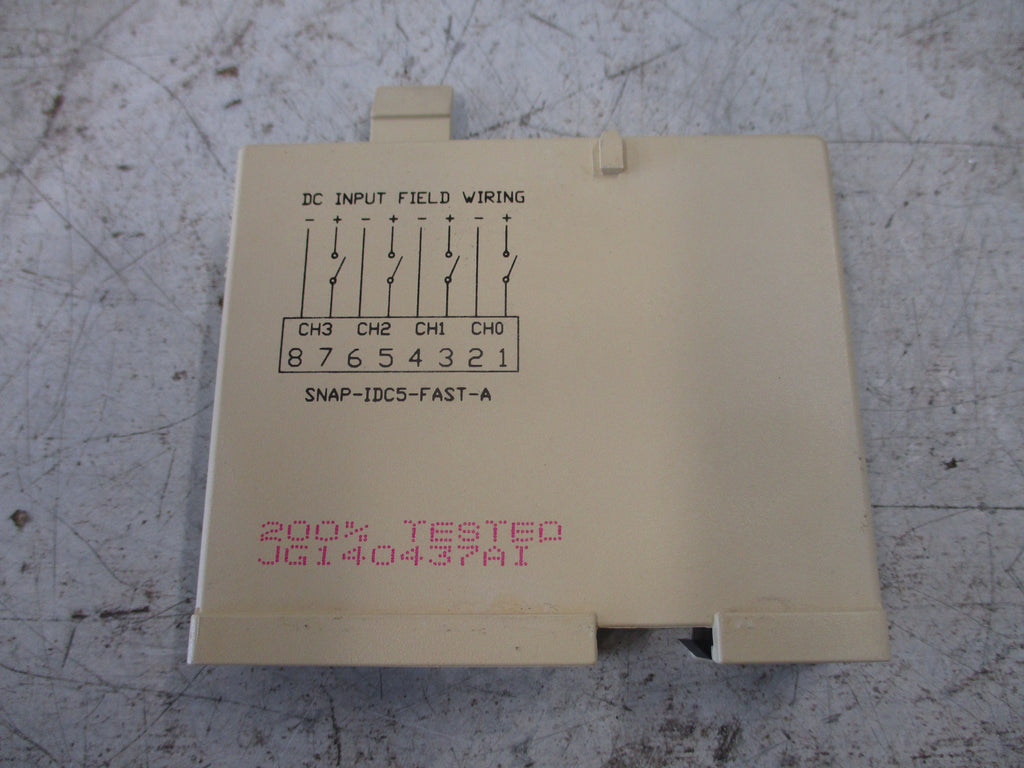 DC INPUT FIELD WIRING
- + - + - + - +
CH3 CH2 CH1 CH0
8 7 6 5 4 3 2 1
SNAP-IDC5-FAST-A
200% TESTED
JG140437AI